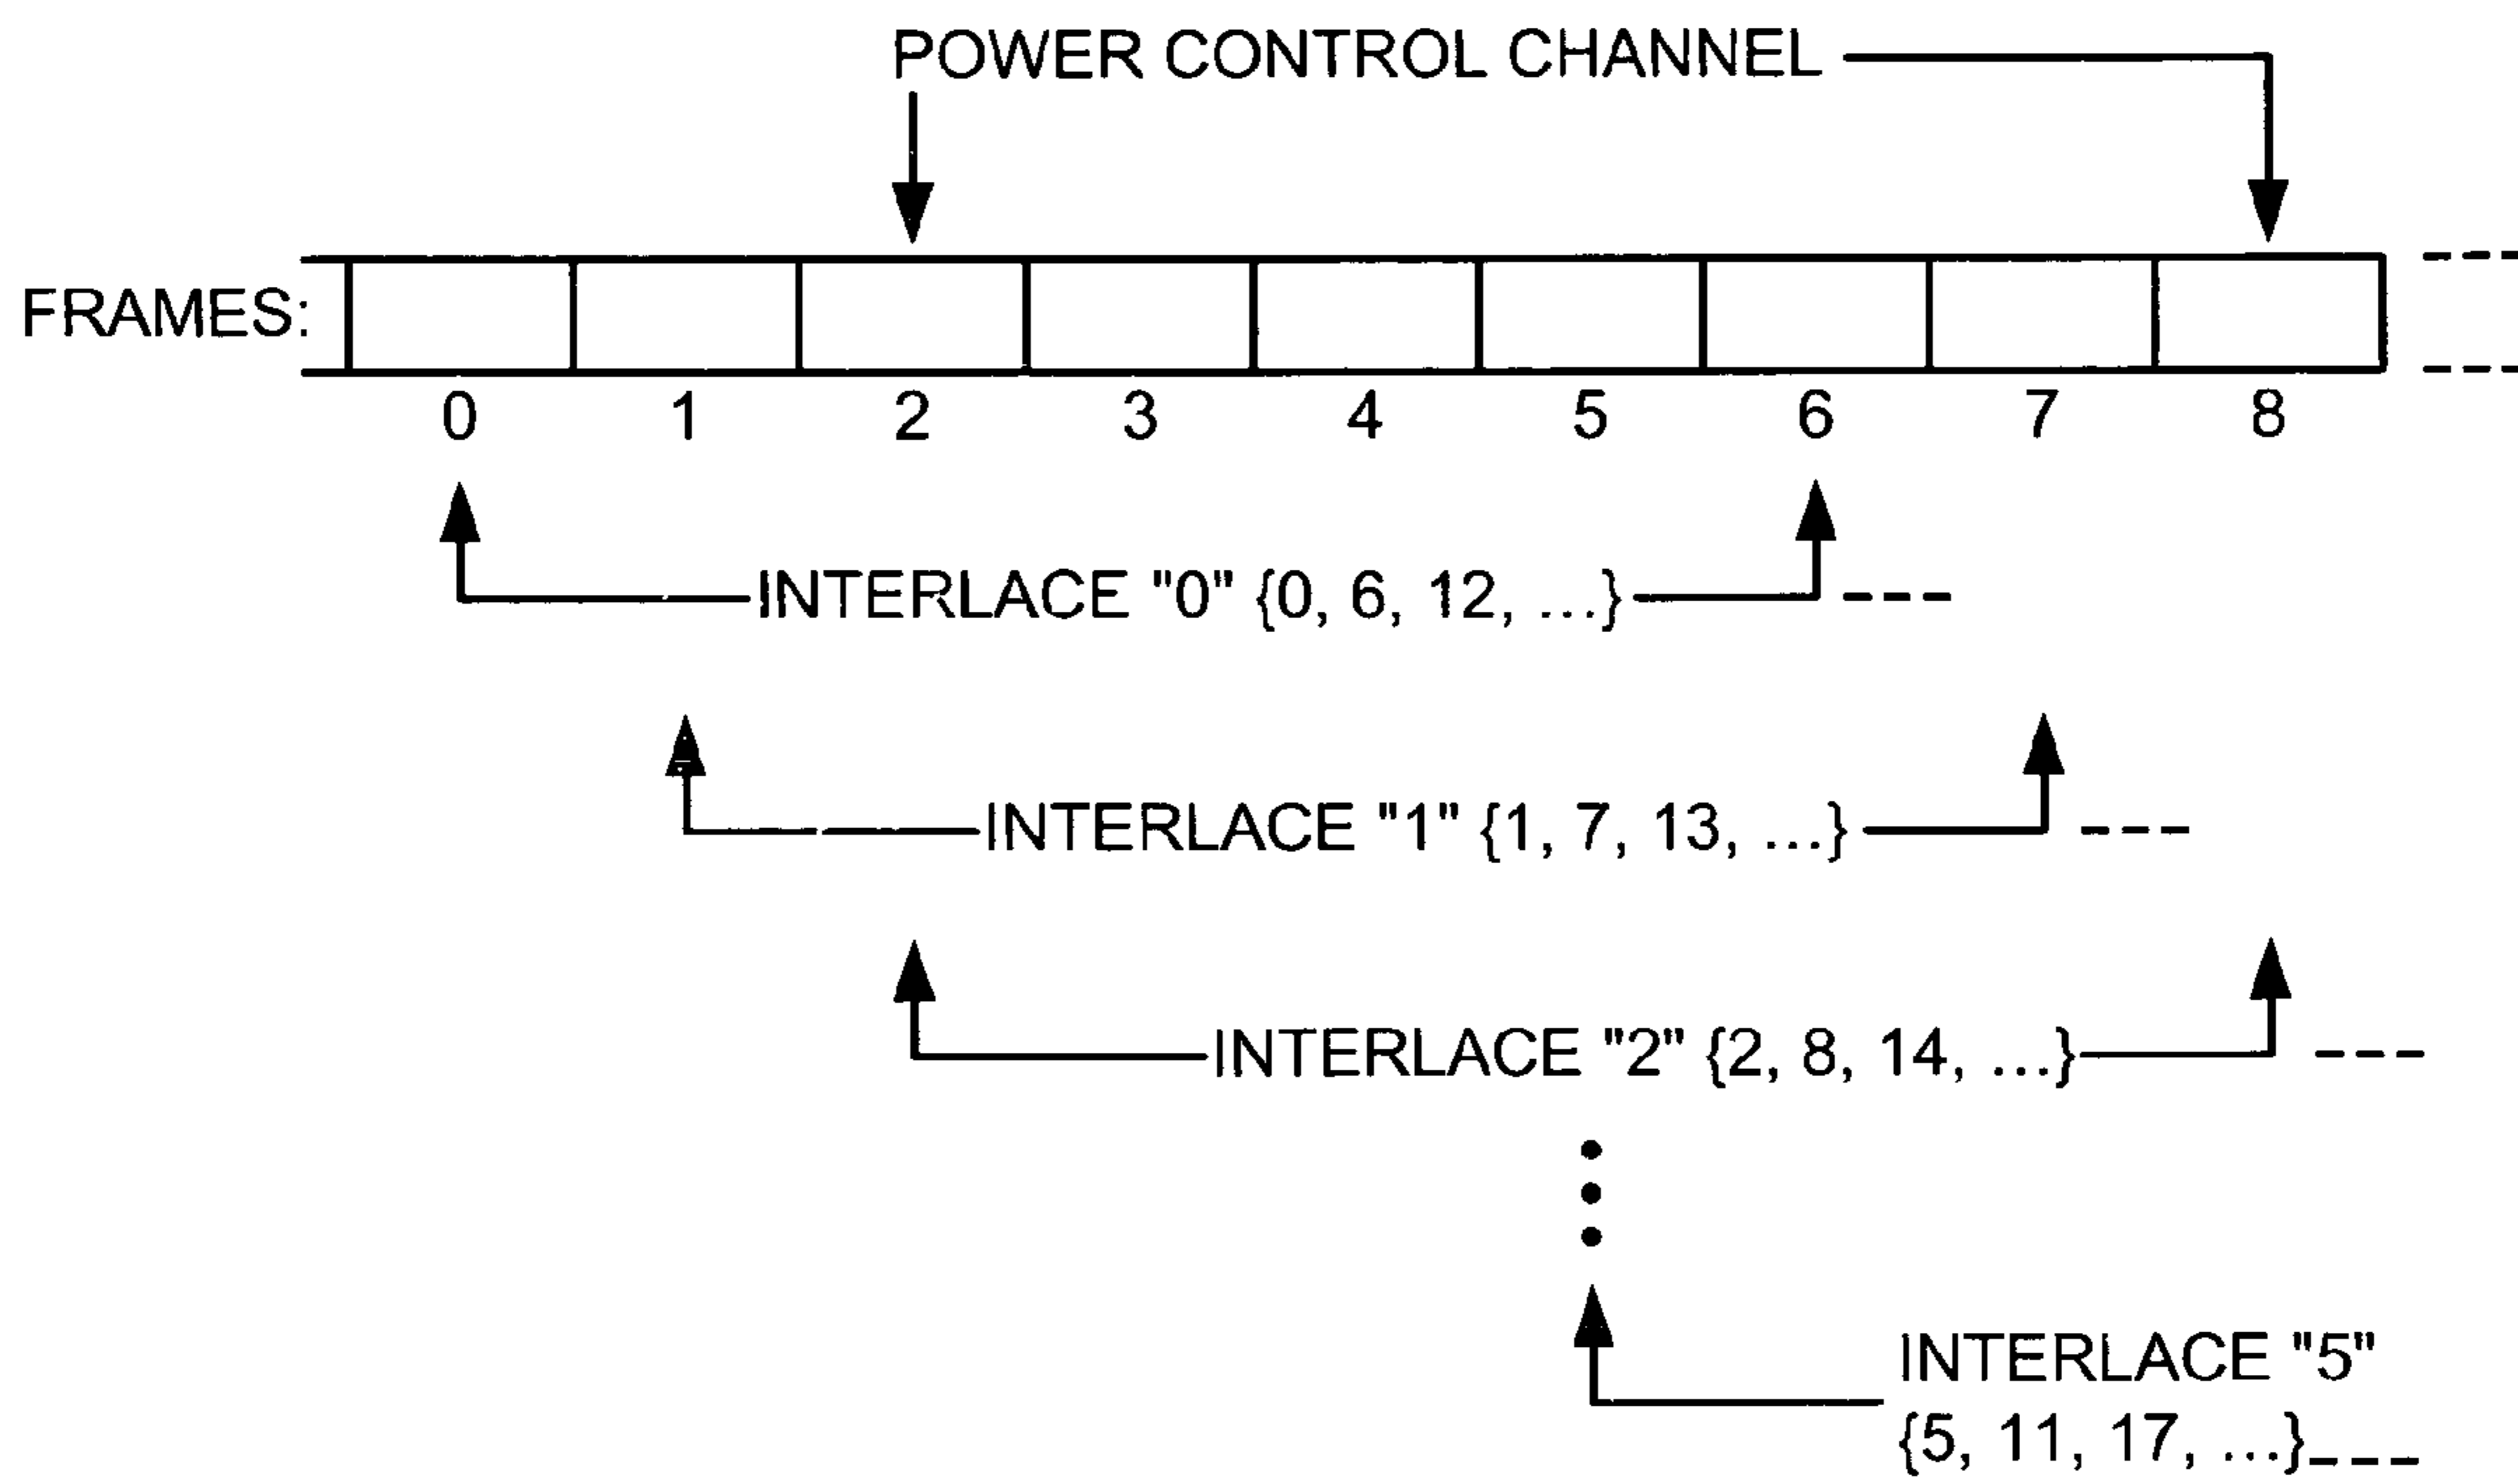 POWER CONTROL CHANNEL
FRAMES:
0 1 2 3 4 5 6 7 8
INTERLACE "0" {0, 6, 12, ...}
INTERLACE "1" {1, 7, 13, ...}
INTERLACE "2" {2, 8, 14, ...}
INTERLACE "5"
{5, 11, 17, ...}